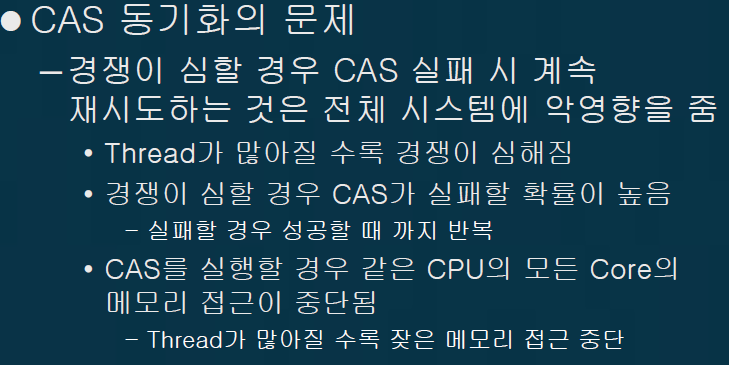 ● CAS 동기화의 문제
– 경쟁이 심할 경우 CAS 실패 시 계속
재시도하는 것은 전체 시스템에 악영향을 줌
• Thread가 많아질 수록 경쟁이 심해짐
• 경쟁이 심할 경우 CAS가 실패할 확률이 높음
– 실패할 경우 성공할 때 까지 반복
• CAS를 실행할 경우 같은 CPU의 모든 Core의
메모리 접근이 중단됨
– Thread가 많아질 수록 잦은 메모리 접근 중단